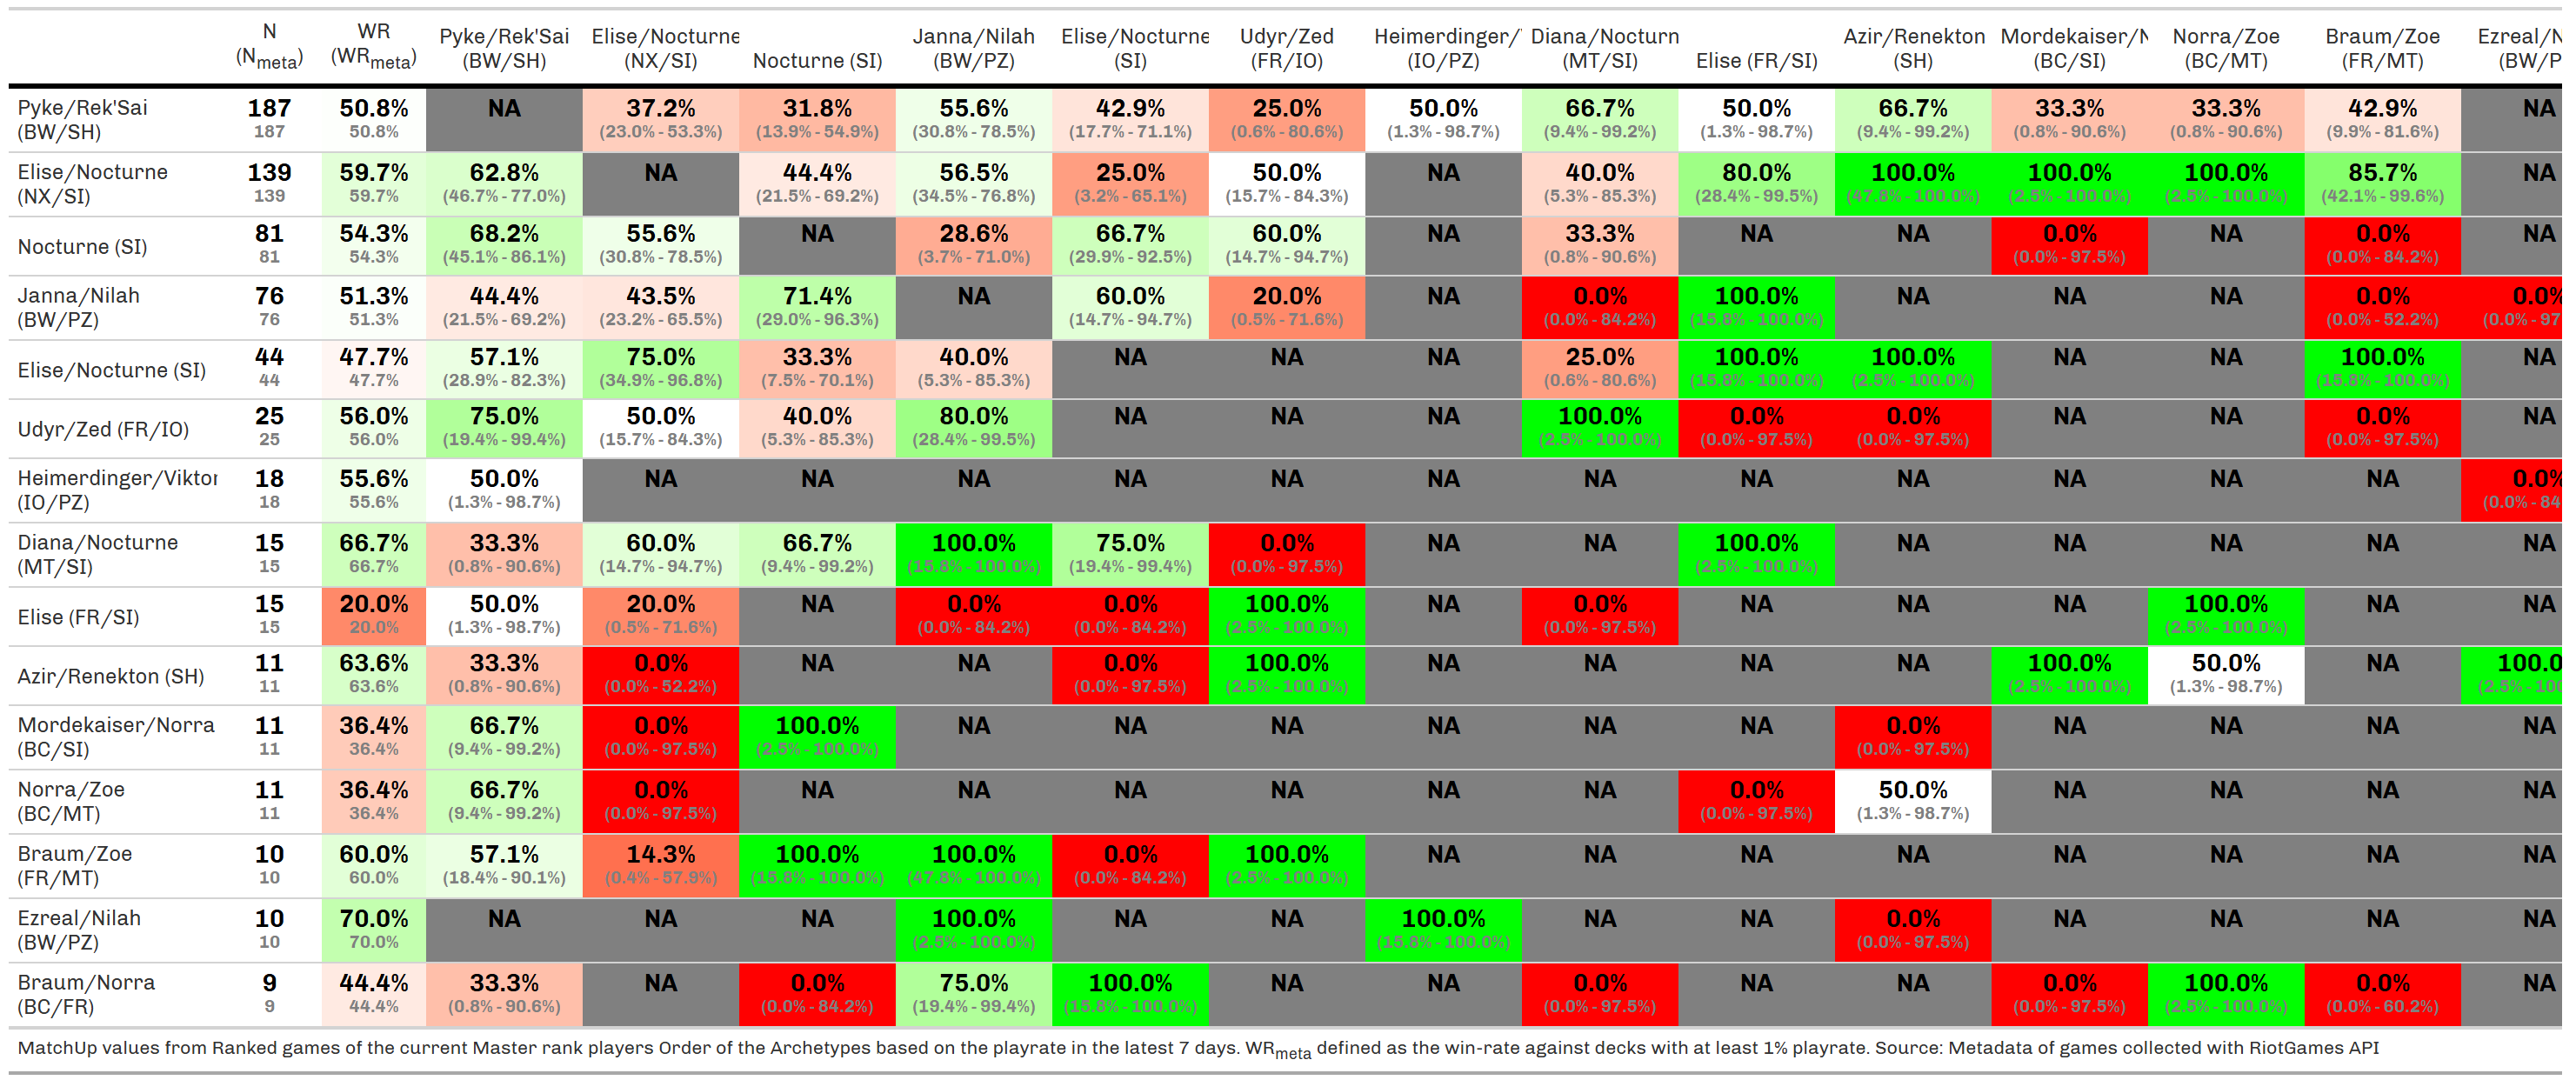 N WR Pyke/Rek'Sai Elise/Nocturne Nocturne (SI) Janna/Nilah Elise/Nocturne Udyr/Zed Heimerdinger/ Diana/Nocturn Elise (FR/SI) Azir/Renekton Mordekaiser/N Norra/Zoe Braum/Zoe Ezreal/N
(Nmeta) (WRmeta) (BW/SH) (NX/SI) (BW/PZ) (SI) (FR/IO) (IO/PZ) (MT/SI) (SH) (BC/SI) (BC/MT) (FR/MT) (BW/P
Pyke/Rek'Sai 187 50.8% NA 37.2% 31.8% 55.6% 42.9% 25.0% 50.0% 66.7% 50.0% 66.7% 33.3% 33.3% 42.9% NA
(BW/SH) 187 50.8% (23.0% - 53.3%) (13.9% - 54.9%) (30.8% - 78.5%) (17.7% - 71.1%) (0.6% - 80.6%) (1.3% - 98.7%) (9.4% - 99.2%) (1.3% - 98.7%) (9.4% - 99.2%) (0.8% - 90.6%) (0.8% - 90.6%) (9.9% - 81.6%)
Elise/Nocturne 139 59.7% 62.8% NA 44.4% 56.5% 25.0% 50.0% NA 40.0% 80.0% 100.0% 100.0% 100.0% 85.7% NA
(NX/SI) 139 59.7% (46.7% - 77.0%) (21.5% - 69.2%) (34.5% - 76.8%) (3.2% - 65.1%) (15.7% - 84.3%) (5.3% - 85.3%) (28.4% - 99.5%) (47.8% - 100.0%) (2.5% - 100.0%) (2.5% - 100.0%) (42.1% - 99.6%)
Nocturne (SI) 81 54.3% 68.2% 55.6% NA 28.6% 66.7% 60.0% NA 33.3% NA NA 0.0% NA 0.0% NA
81 54.3% (45.1% - 86.1%) (30.8% - 78.5%) (3.7% - 71.0%) (29.9% - 92.5%) (14.7% - 94.7%) (0.8% - 90.6%) (0.0% - 97.5%) (0.0% - 84.2%)
Janna/Nilah 76 51.3% 44.4% 43.5% 71.4% NA 60.0% 20.0% NA 0.0% 100.0% NA NA NA 0.0% 0.0%
(BW/PZ) 76 51.3% (21.5% - 69.2%) (23.2% - 65.5%) (29.0% - 96.3%) (14.7% - 94.7%) (0.5% - 71.6%) (0.0% - 84.2%) (15.8% - 100.0%) (0.0% - 52.2%) (0.0% - 97
Elise/Nocturne (SI) 44 47.7% 57.1% 75.0% 33.3% 40.0% NA NA NA 25.0% 100.0% 100.0% NA NA 100.0% NA
44 47.7% (28.9% - 82.3%) (34.9% - 96.8%) (7.5% - 70.1%) (5.3% - 85.3%) (0.6% - 80.6%) (15.8% - 100.0%) (2.5% - 100.0%) (15.8% - 100.0%)
Udyr/Zed (FR/IO) 25 56.0% 75.0% 50.0% 40.0% 80.0% NA NA NA 100.0% 0.0% 0.0% NA NA 0.0% NA
25 56.0% (19.4% - 99.4%) (15.7% - 84.3%) (5.3% - 85.3%) (28.4% - 99.5%) (2.5% - 100.0%) (0.0% - 97.5%) (0.0% - 97.5%) (0.0% - 97.5%)
Heimerdinger/Viktor 18 55.6% 50.0% NA NA NA NA NA NA NA NA NA NA NA NA 0.0%
(IO/PZ) 18 55.6% (1.3% - 98.7%) (0.0% - 84
Diana/Nocturne 15 66.7% 33.3% 60.0% 66.7% 100.0% 75.0% 0.0% NA NA 100.0% NA NA NA NA NA
(MT/SI) 15 66.7% (0.8% - 90.6%) (14.7% - 94.7%) (9.4% - 99.2%) (15.8% - 100.0%) (19.4% - 99.4%) (0.0% - 97.5%) (2.5% - 100.0%)
Elise (FR/SI) 15 20.0% 50.0% 20.0% NA 0.0% 0.0% 100.0% NA 0.0% NA NA NA 100.0% NA NA
15 20.0% (1.3% - 98.7%) (0.5% - 71.6%) (0.0% - 84.2%) (0.0% - 84.2%) (2.5% - 100.0%) (0.0% - 97.5%) (2.5% - 100.0%)
Azir/Renekton (SH) 11 63.6% 33.3% 0.0% NA NA 0.0% 100.0% NA NA NA NA 100.0% 50.0% NA 100.0
11 63.6% (0.8% - 90.6%) (0.0% - 52.2%) (0.0% - 97.5%) (2.5% - 100.0%) (2.5% - 100.0%) (1.3% - 98.7%) (2.5% - 100
Mordekaiser/Norra 11 36.4% 66.7% 0.0% 100.0% NA NA NA NA NA NA 0.0% NA NA NA NA
(BC/SI) 11 36.4% (9.4% - 99.2%) (0.0% - 97.5%) (2.5% - 100.0%) (0.0% - 97.5%)
Norra/Zoe 11 36.4% 66.7% 0.0% NA NA NA NA NA NA 0.0% 50.0% NA NA NA NA
(BC/MT) 11 36.4% (9.4% - 99.2%) (0.0% - 97.5%) (0.0% - 97.5%) (1.3% - 98.7%)
Braum/Zoe 10 60.0% 57.1% 14.3% 100.0% 100.0% 0.0% 100.0% NA NA NA NA NA NA NA NA
(FR/MT) 10 60.0% (18.4% - 90.1%) (0.4% - 57.9%) (15.8% - 100.0%) (47.8% - 100.0%) (0.0% - 84.2%) (2.5% - 100.0%)
Ezreal/Nilah 10 70.0% NA NA NA 100.0% NA NA 100.0% NA NA 0.0% NA NA NA NA
(BW/PZ) 10 70.0% (2.5% - 100.0%) (15.8% - 100.0%) (0.0% - 97.5%)
Braum/Norra 9 44.4% 33.3% NA 0.0% 75.0% 100.0% NA NA 0.0% NA NA 0.0% 100.0% 0.0% NA
(BC/FR) 9 44.4% (0.8% - 90.6%) (0.0% - 84.2%) (19.4% - 99.4%) (15.8% - 100.0%) (0.0% - 97.5%) (0.0% - 97.5%) (2.5% - 100.0%) (0.0% - 60.2%)
MatchUp values from Ranked games of the current Master rank players Order of the Archetypes based on the playrate in the latest 7 days. WRmeta defined as the win-rate against decks with at least 1% playrate. Source: Metadata of games collected with RiotGames API